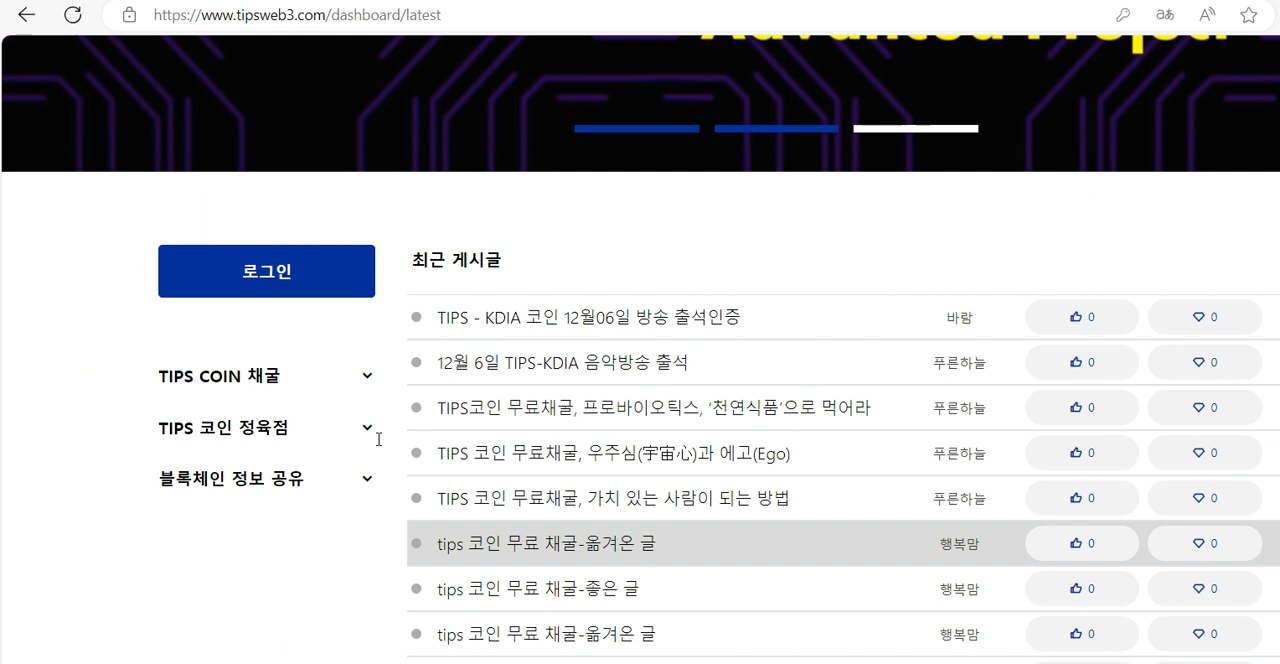 https://www.tipsweb3.com/dashboard/latest
Advanced Project
로그인
TIPS COIN 채굴
TIPS 코인 정육점
블록체인 정보 공유
최근 게시글
TIPS - KDIA 코인 12월06일 방송 출석인증 바람 0 0
12월 6일 TIPS-KDIA 음악방송 출석 푸른하늘 0 0
TIPS코인 무료채굴, 프로바이오틱스, ‘천연식품’으로 먹어라 푸른하늘 0 0
TIPS 코인 무료채굴, 우주심(宇宙心)과 에고(Ego) 푸른하늘 0 0
TIPS 코인 무료채굴, 가치 있는 사람이 되는 방법 푸른하늘 0 0
tips 코인 무료 채굴-옮겨온 글 행복맘 0 0
tips 코인 무료 채굴-좋은 글 행복맘 0 0
tips 코인 무료 채굴-옮겨온 글 행복맘 0 0